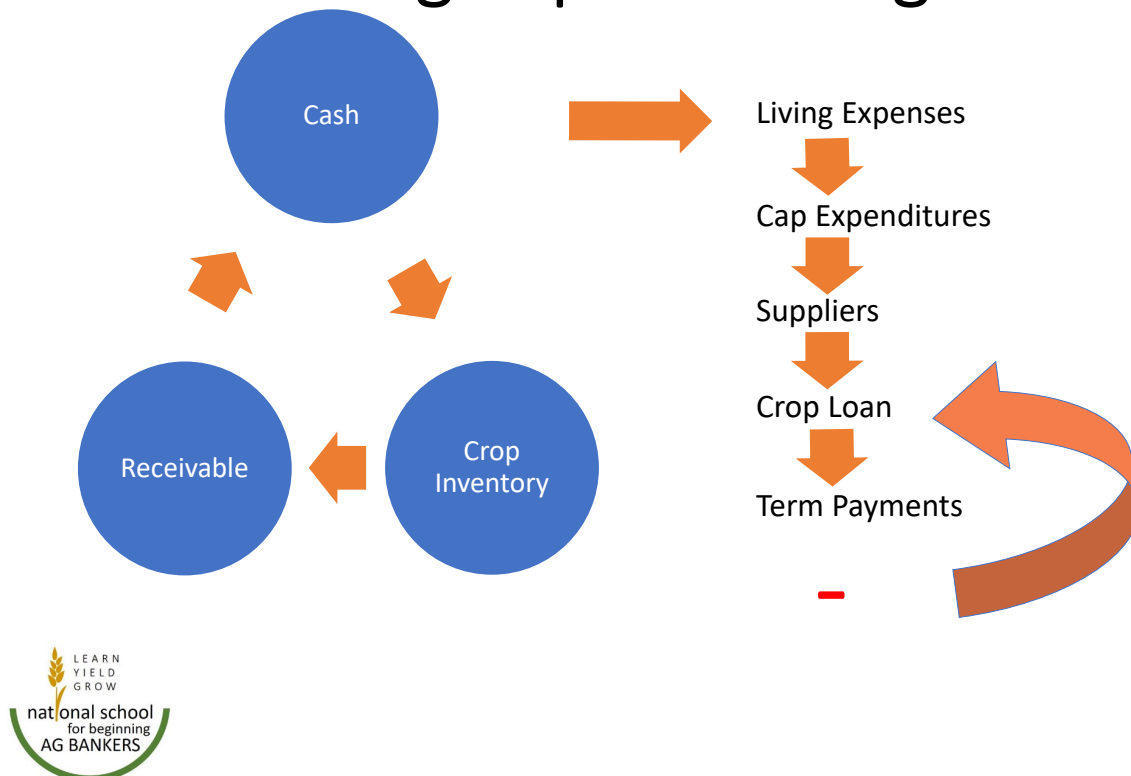 Cash
Living Expenses
Cap Expenditures
Suppliers
Crop Loan
Receivable
Crop
Inventory
Term Payments
-
LEARN
YIELD
GROW
national school
for beginning
AG BANKERS